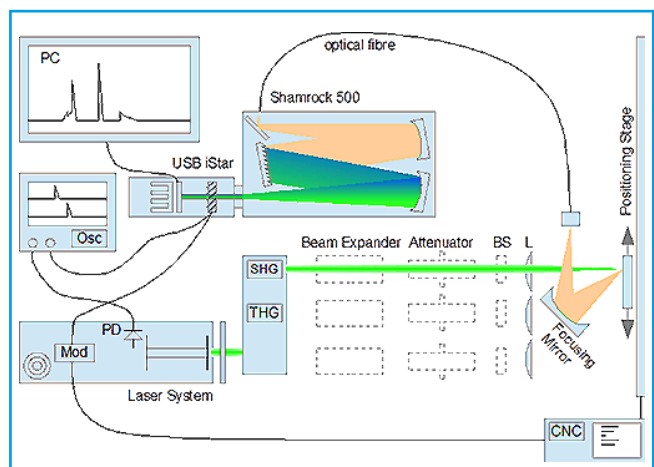 optical fibre
PC
Shamrock 500
USB iStar
Positioning Stage
Osc
Beam Expander Attenuator BS L
SHG
THG
PD
Focusing
Mirror
Mod
Laser System
CNC